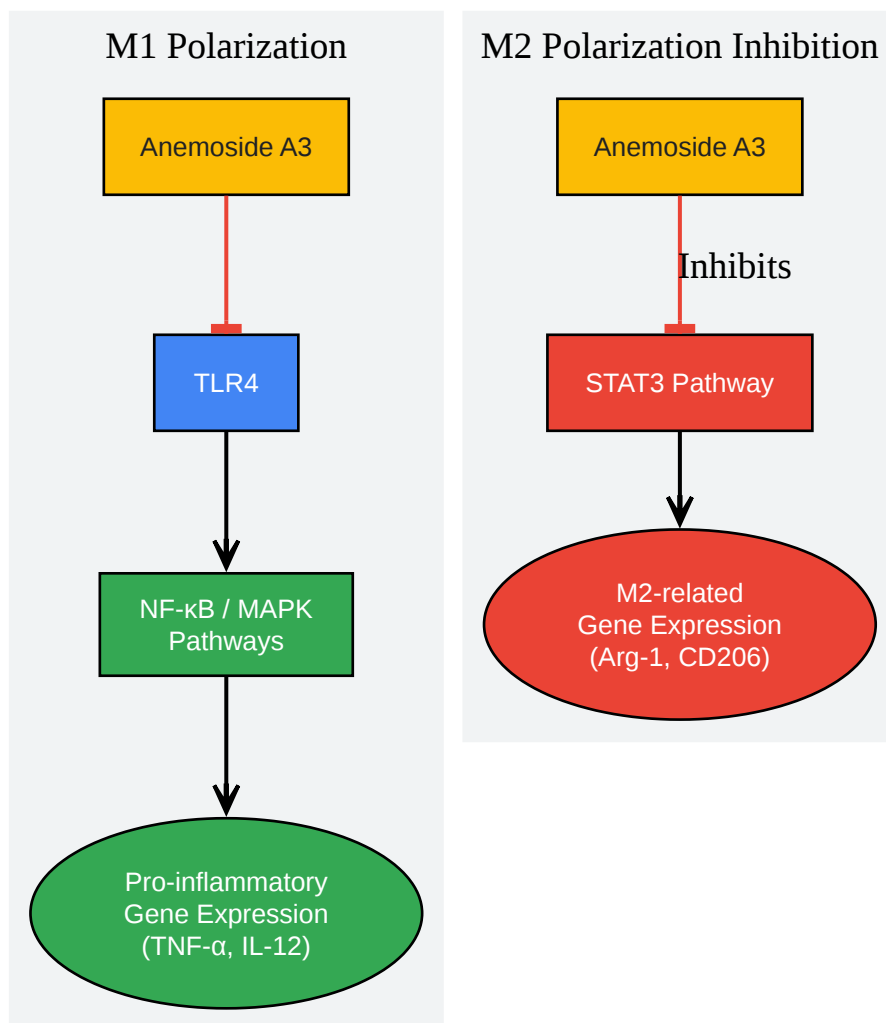 M1 Polarization
Anemoside A3
TLR4
NF-κB / MAPK
Pathways
Pro-inflammatory
Gene Expression
(TNF-α, IL-12)
M2 Polarization Inhibition
Anemoside A3
Inhibits
STAT3 Pathway
M2-related
Gene Expression
(Arg-1, CD206)